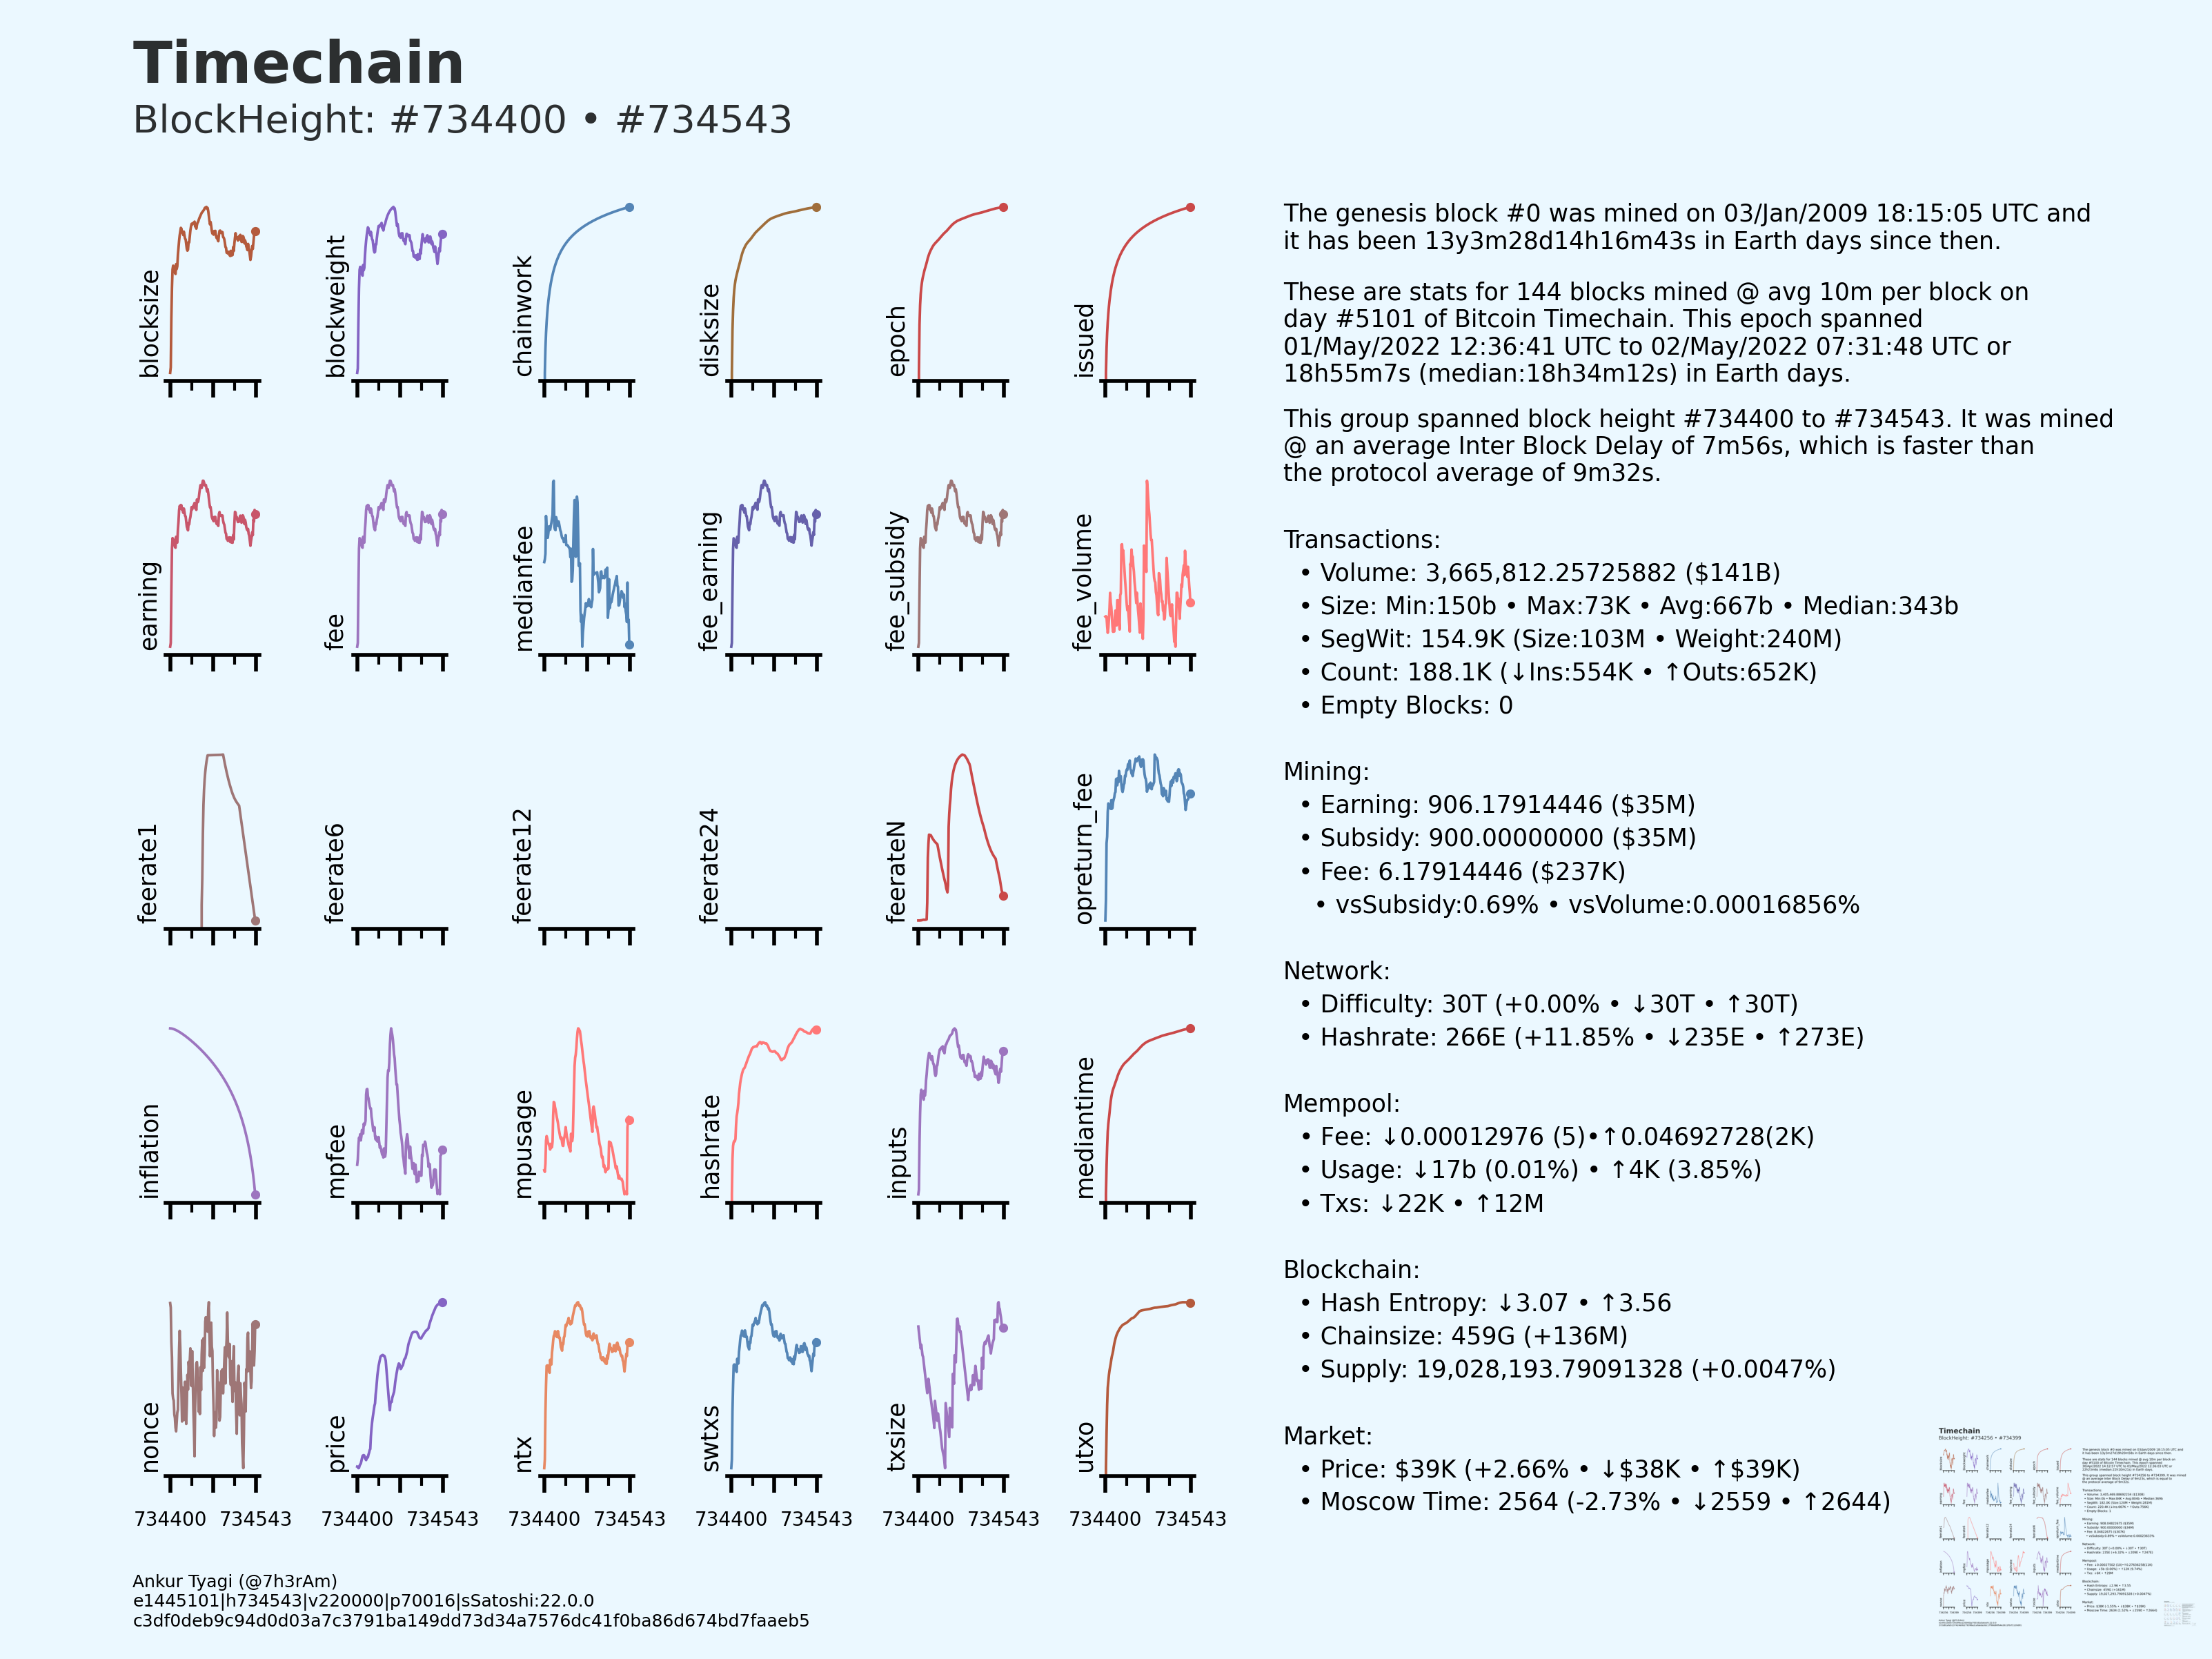 Timechain
BlockHeight: #734400 • #734543
blocksize
blockweight
chainwork
disksize
epoch
issued
earning
fee
medianfee
fee_earning
fee_subsidy
fee_volume
feerate1
feerate6
feerate12
feerate24
feerateN
opreturn_fee
inflation
mpfee
mpusage
hashrate
inputs
mediantime
nonce
price
ntx
swtxs
txsize
utxo
734400 734543 734400 734543 734400 734543 734400 734543 734400 734543 734400 734543
The genesis block #0 was mined on 03/Jan/2009 18:15:05 UTC and
it has been 13y3m28d14h16m43s in Earth days since then.
These are stats for 144 blocks mined @ avg 10m per block on
day #5101 of Bitcoin Timechain. This epoch spanned
01/May/2022 12:36:41 UTC to 02/May/2022 07:31:48 UTC or
18h55m7s (median:18h34m12s) in Earth days.
This group spanned block height #734400 to #734543. It was mined
@ an average Inter Block Delay of 7m56s, which is faster than
the protocol average of 9m32s.
Transactions:
• Volume: 3,665,812.25725882 ($141B)
• Size: Min:150b • Max:73K • Avg:667b • Median:343b
• SegWit: 154.9K (Size:103M • Weight:240M)
• Count: 188.1K (↓Ins:554K • ↑Outs:652K)
• Empty Blocks: 0
Mining:
• Earning: 906.17914446 ($35M)
• Subsidy: 900.00000000 ($35M)
• Fee: 6.17914446 ($237K)
• vsSubsidy:0.69% • vsVolume:0.00016856%
Network:
• Difficulty: 30T (+0.00% • ↓30T • ↑30T)
• Hashrate: 266E (+11.85% • ↓235E • ↑273E)
Mempool:
• Fee: ↓0.00012976 (5)•↑0.04692728(2K)
• Usage: ↓17b (0.01%) • ↑4K (3.85%)
• Txs: ↓22K • ↑12M
Blockchain:
• Hash Entropy: ↓3.07 • ↑3.56
• Chainsize: 459G (+136M)
• Supply: 19,028,193.79091328 (+0.0047%)
Market:
• Price: $39K (+2.66% • ↓$38K • ↑$39K)
• Moscow Time: 2564 (-2.73% • ↓2559 • ↑2644)
Ankur Tyagi (@7h3rAm)
e1445101|h734543|v220000|p70016|sSatoshi:22.0.0
c3df0deb9c94d0d03a7c3791ba149dd73d34a7576dc41f0ba86d674bd7faaeb5
Timechain
BlockHeight: #734256 • #734399